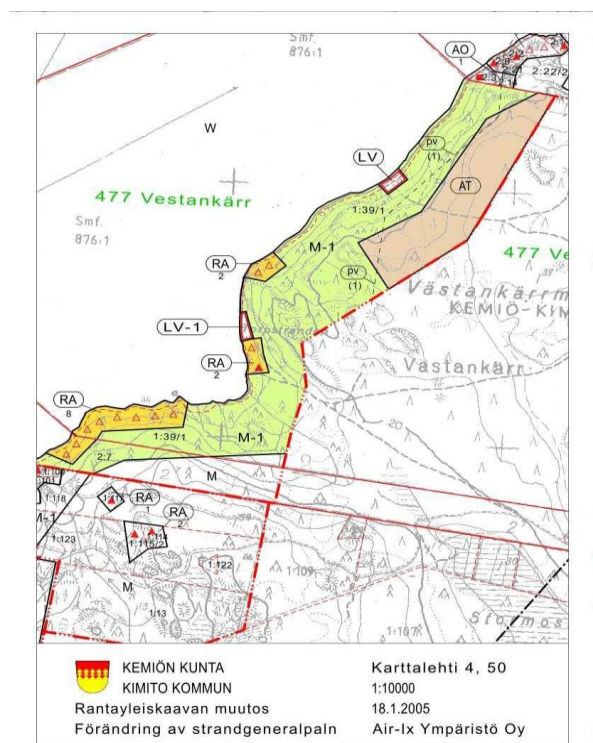 Smf.
876:1
AO
1
2:22/2
W
LV
pv
(1)
AT
477 Vestankärr
1:39/1
Smf.
876:1
M-1
RA
2
pv
(1)
477 Ve
Västankärrm
KEMIÖ-KIM
LV-1
RA
2
Västankärr
RA
8
20
1:39/1
M-1
2:7
M
1:118
RA
1
RA
2
M-1
1:123
1:115/2
1:122
1:109
M
1:13
1:107
Stormos
KEMIÖN KUNTA
KIMITO KOMMUN
Rantayleiskaavan muutos
Förändring av strandgeneralpaln
Karttalehti 4, 50
1:10000
18.1.2005
Air-Ix Ympäristö Oy